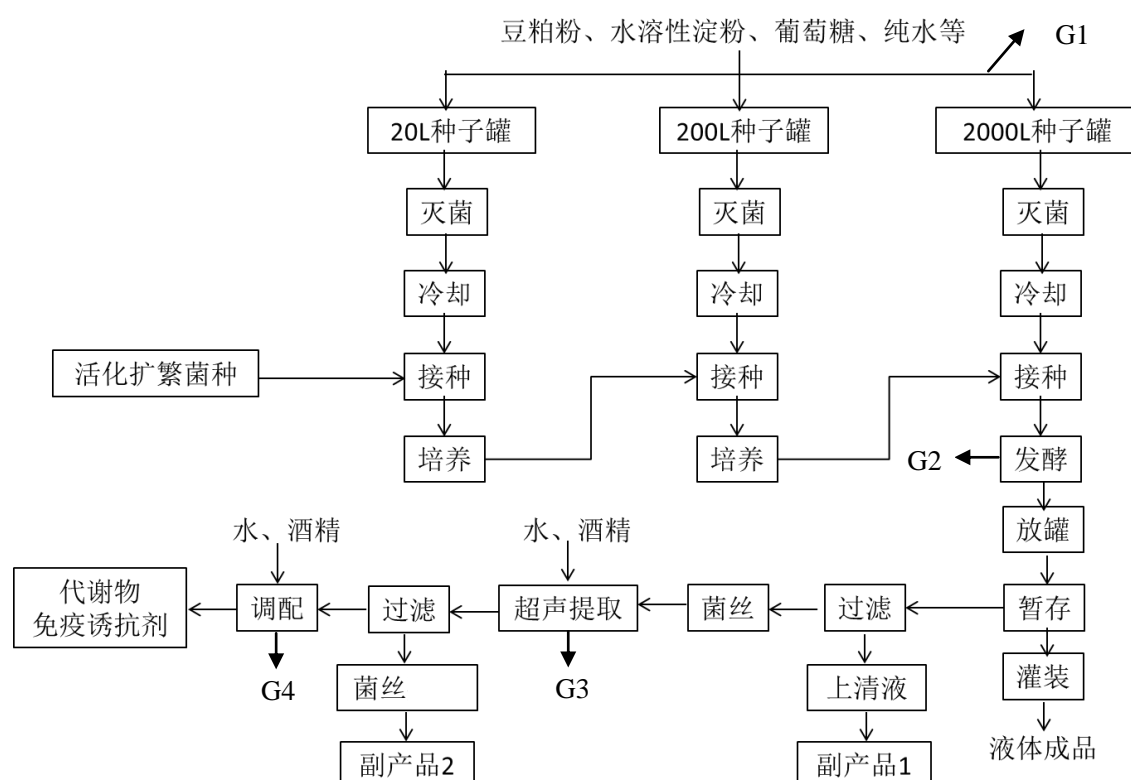 豆粕粉、水溶性淀粉、葡萄糖、纯水等
G1
20L种子罐
200L种子罐
2000L种子罐
灭菌
灭菌
灭菌
冷却
冷却
冷却
活化扩繁菌种
接种
接种
接种
培养
培养
G2
发酵
放罐
水、酒精
水、酒精
代谢物
免疫诱抗剂
调配
过滤
超声提取
菌丝
过滤
暂存
G4
菌丝
G3
上清液
灌装
副产品2
副产品1
液体成品